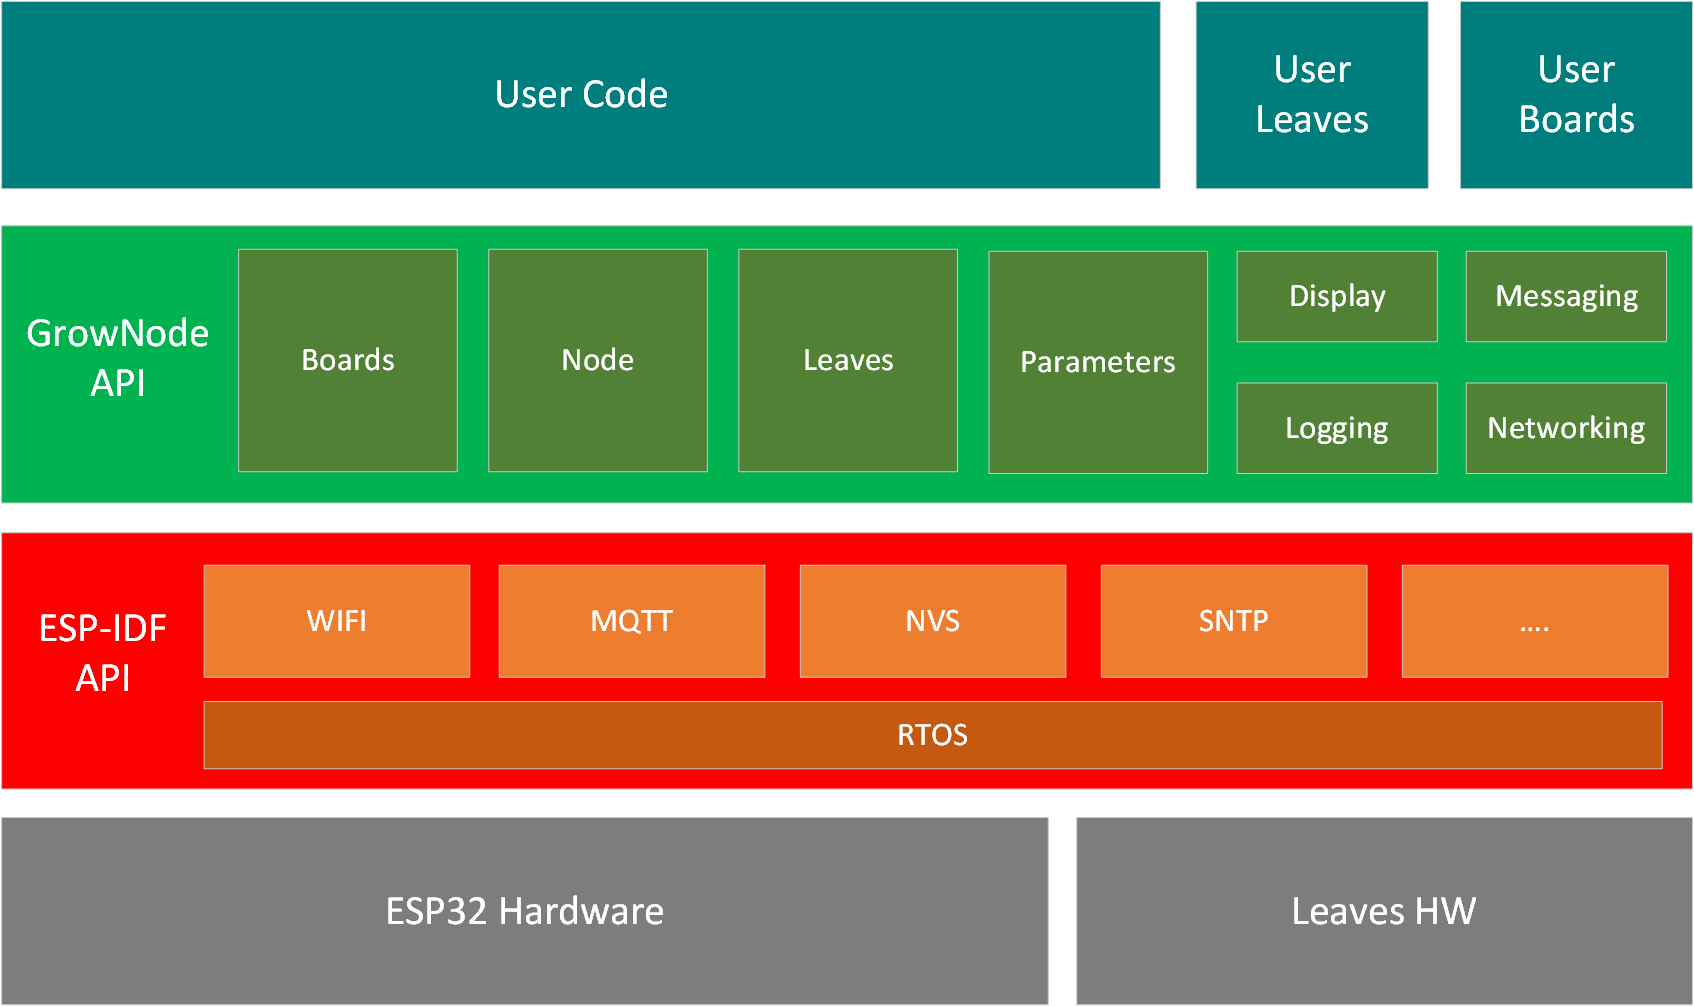 User Code
User
Leaves
User
Boards
GrowNode
API
Boards
Node
Leaves
Parameters
Display
Messaging
Logging
Networking
ESP-IDF
API
WIFI
MQTT
NVS
SNTP
....
RTOS
ESP32 Hardware
Leaves HW